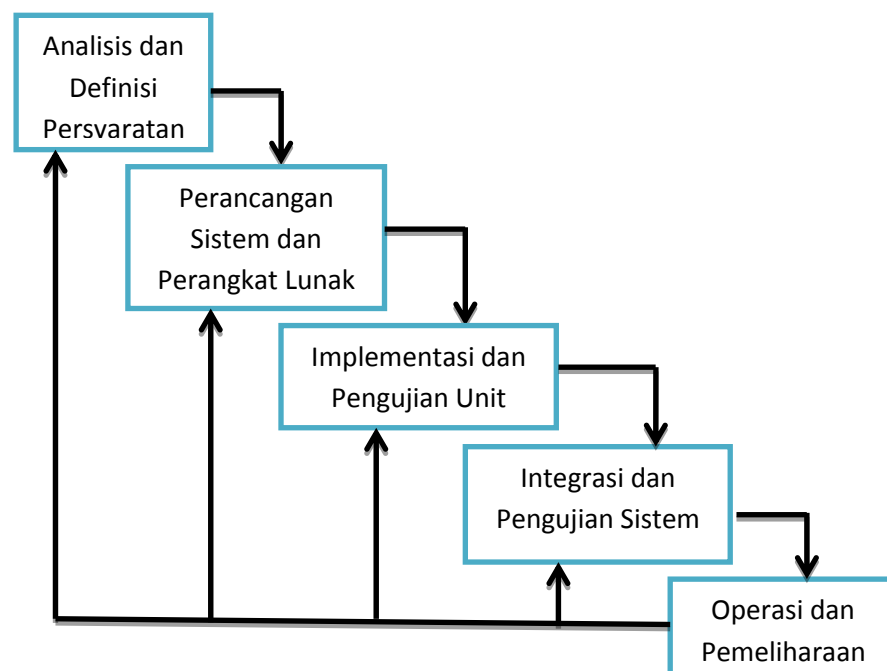 Analisis dan
Definisi
Persyaratan
Perancangan
Sistem dan
Perangkat Lunak
Implementasi dan
Pengujian Unit
Integrasi dan
Pengujian Sistem
Operasi dan
Pemeliharaan